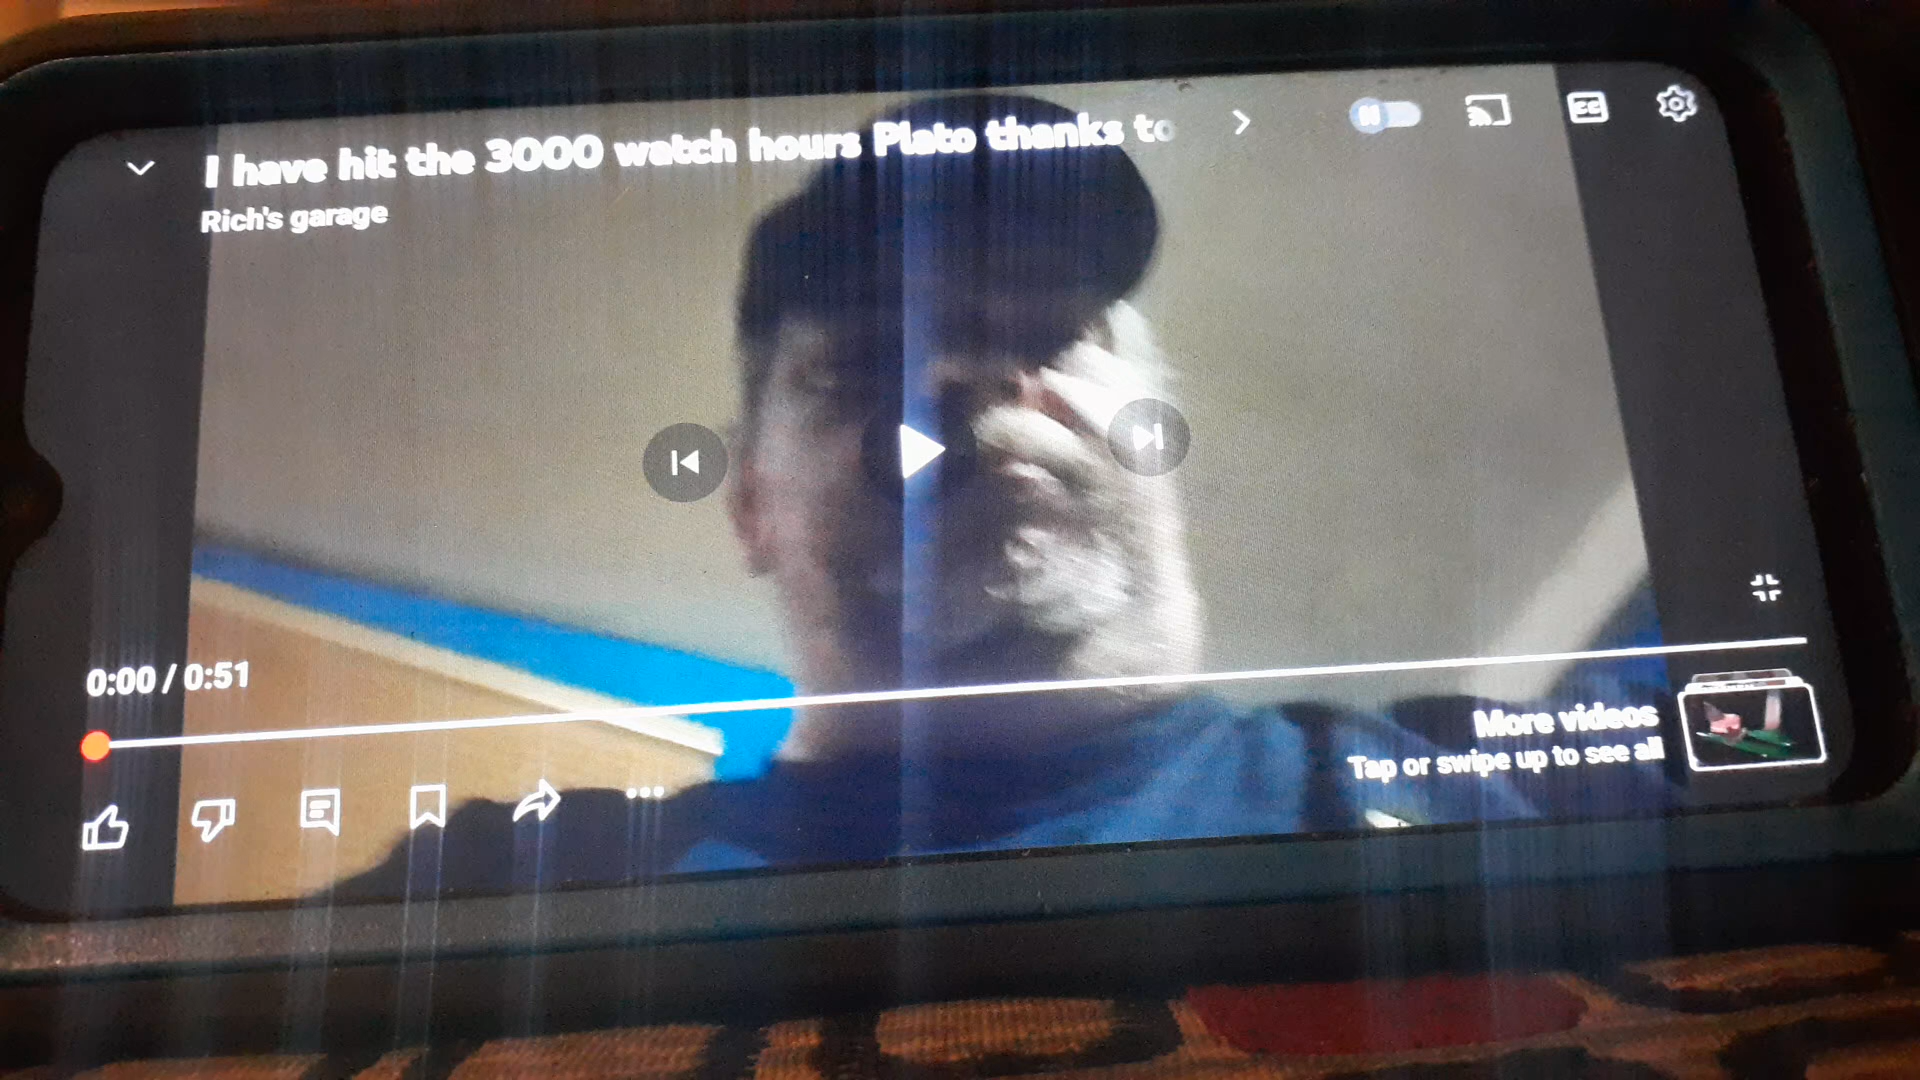 I have hit the 3000 watch hours Plato thanks to
Rich's garage
0:00 / 0:51
More videos
Tap or swipe up to see all